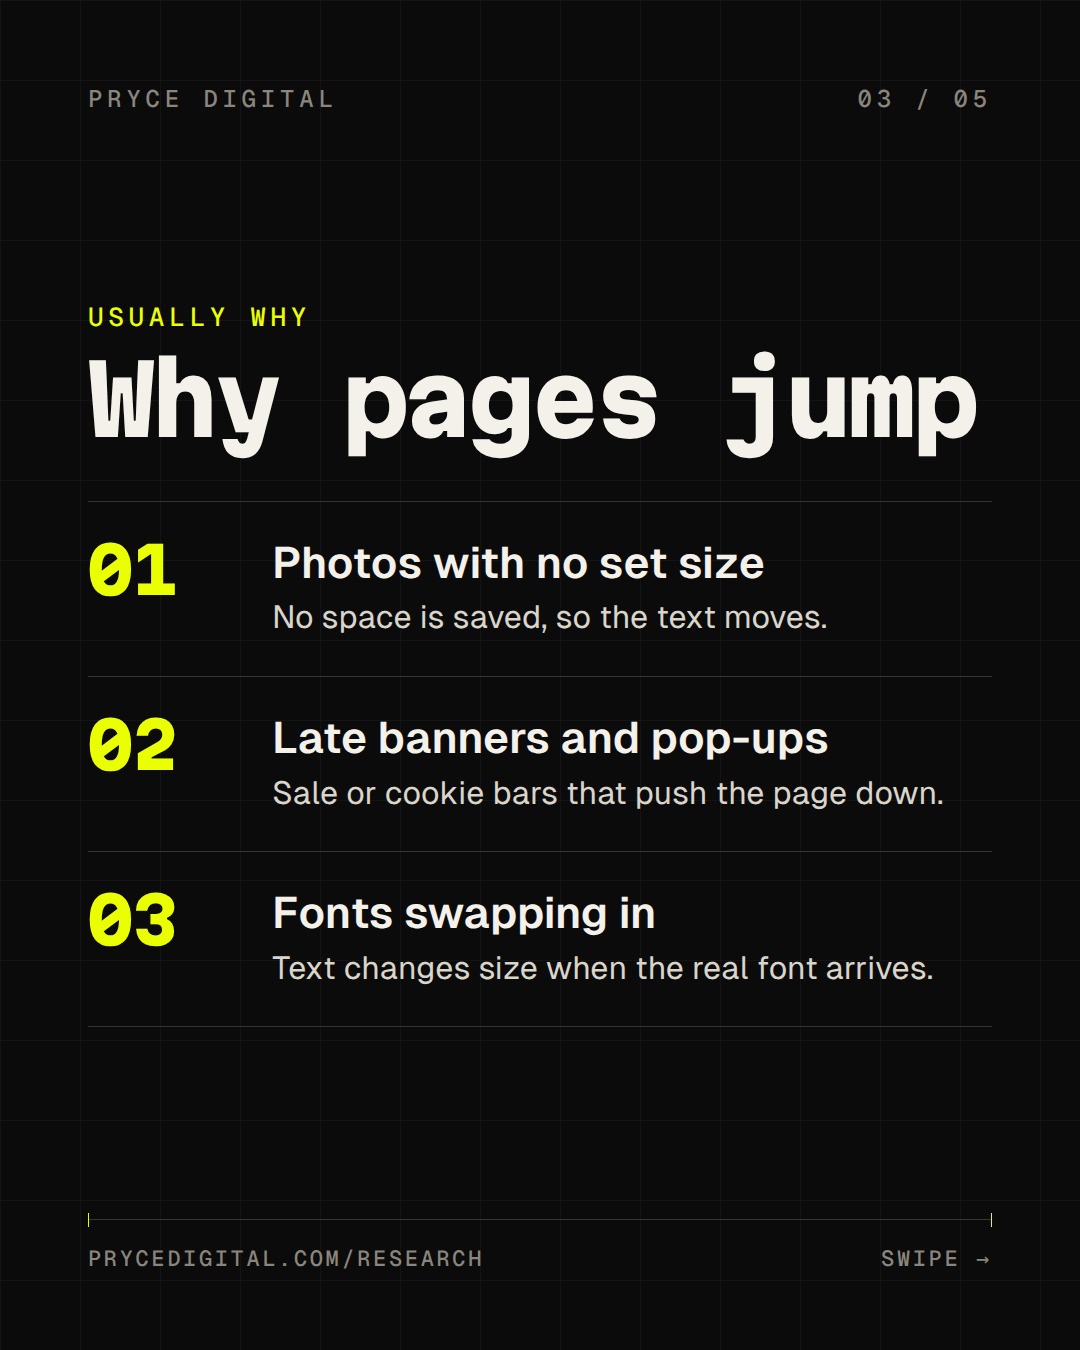 PRYCE DIGITAL
03 / 05
USUALLY WHY
Why pages jump
01
Photos with no set size
No space is saved, so the text moves.
02
Late banners and pop-ups
Sale or cookie bars that push the page down.
03
Fonts swapping in
Text changes size when the real font arrives.
PRYCEDIGITAL.COM/RESEARCH
SWIPE →